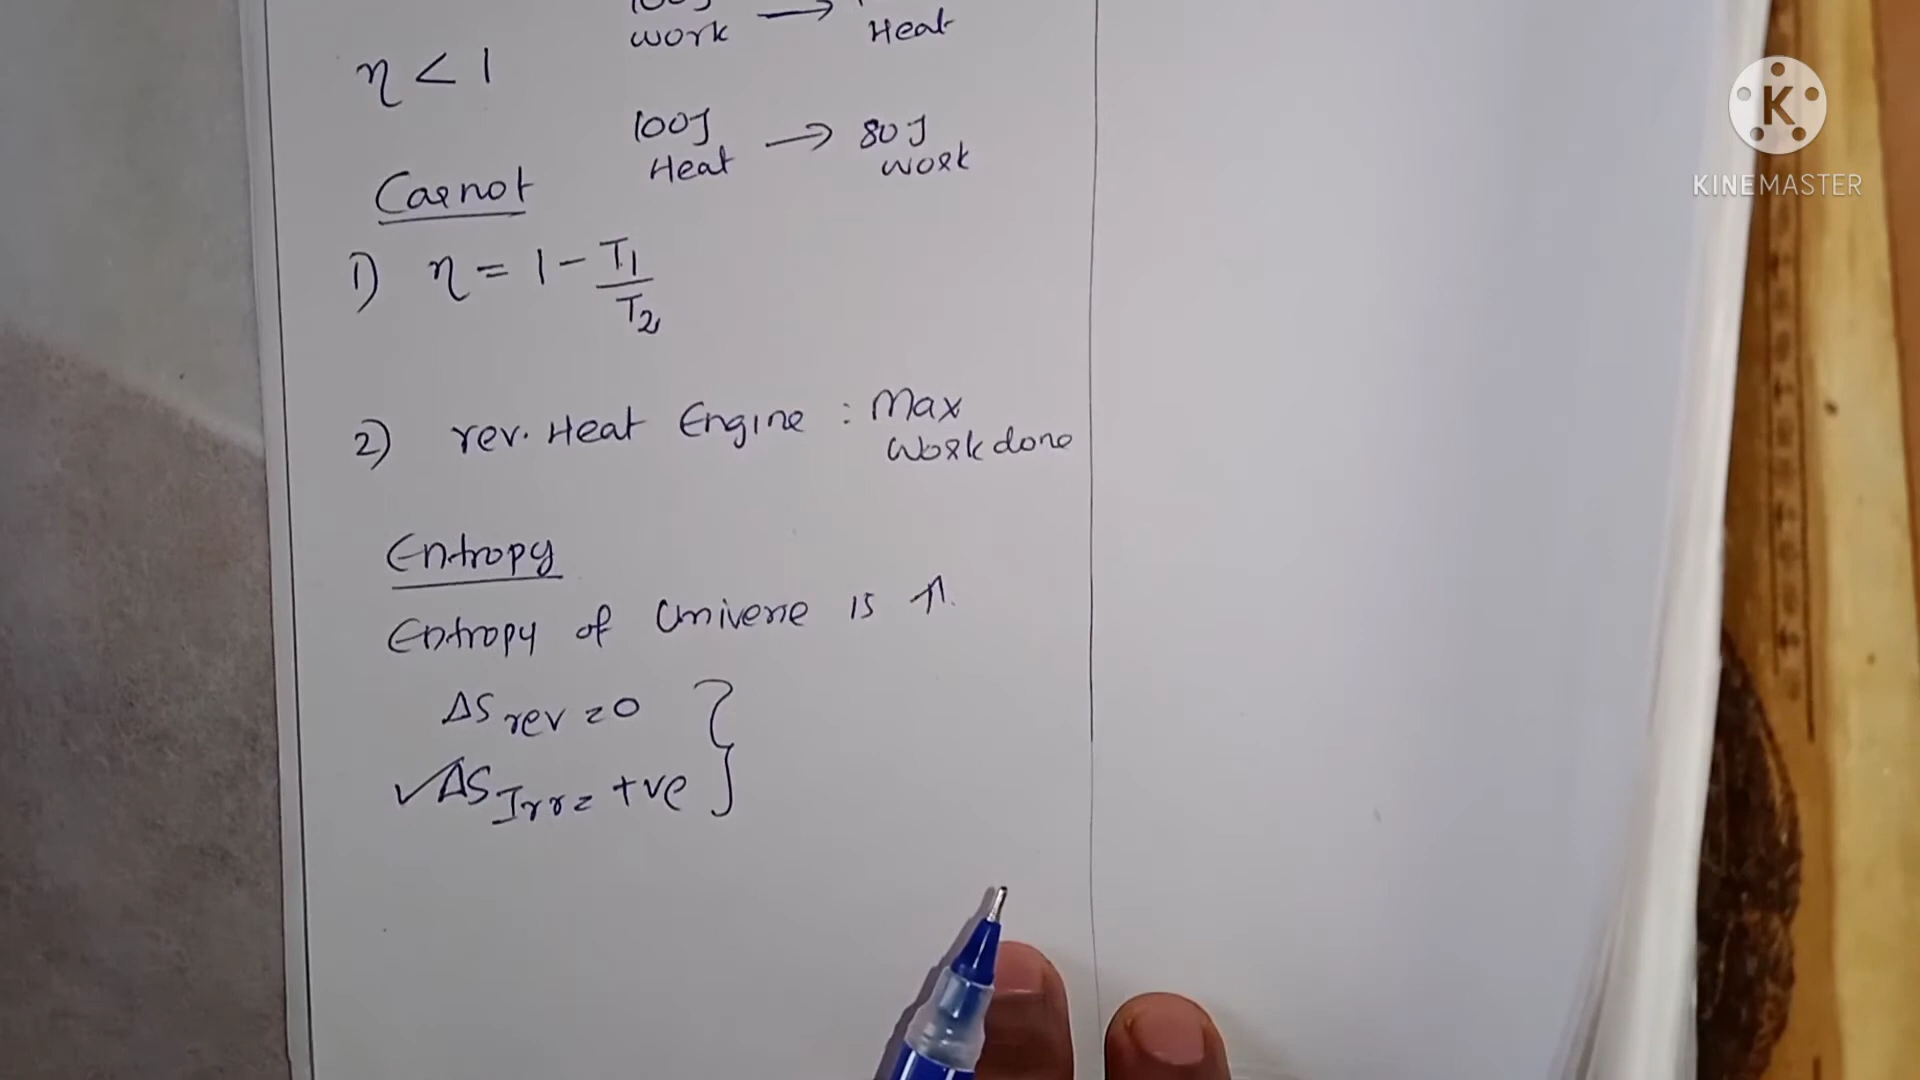 work → Heat
η < 1
100J Heat → 80J work
Carnot
1) η = 1 - T1/T2
2) rev. Heat Engine : Max
work done
Entropy
Entropy of Universe is ↑.
ΔS rev = 0
✓ΔS Irr = +ve
K
KINEMASTER